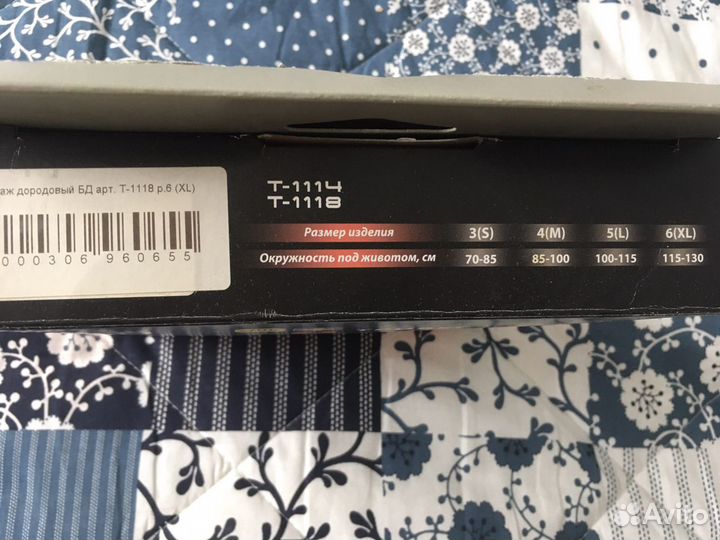 аж дородовый БД арт. Т-1118 р.6 (XL)
000306 960655
T-1114
T-1118
Размер изделия 3(S) 4(M) 5(L) 6(XL)
Окружность под животом, см 70-85 85-100 100-115 115-130
Avito